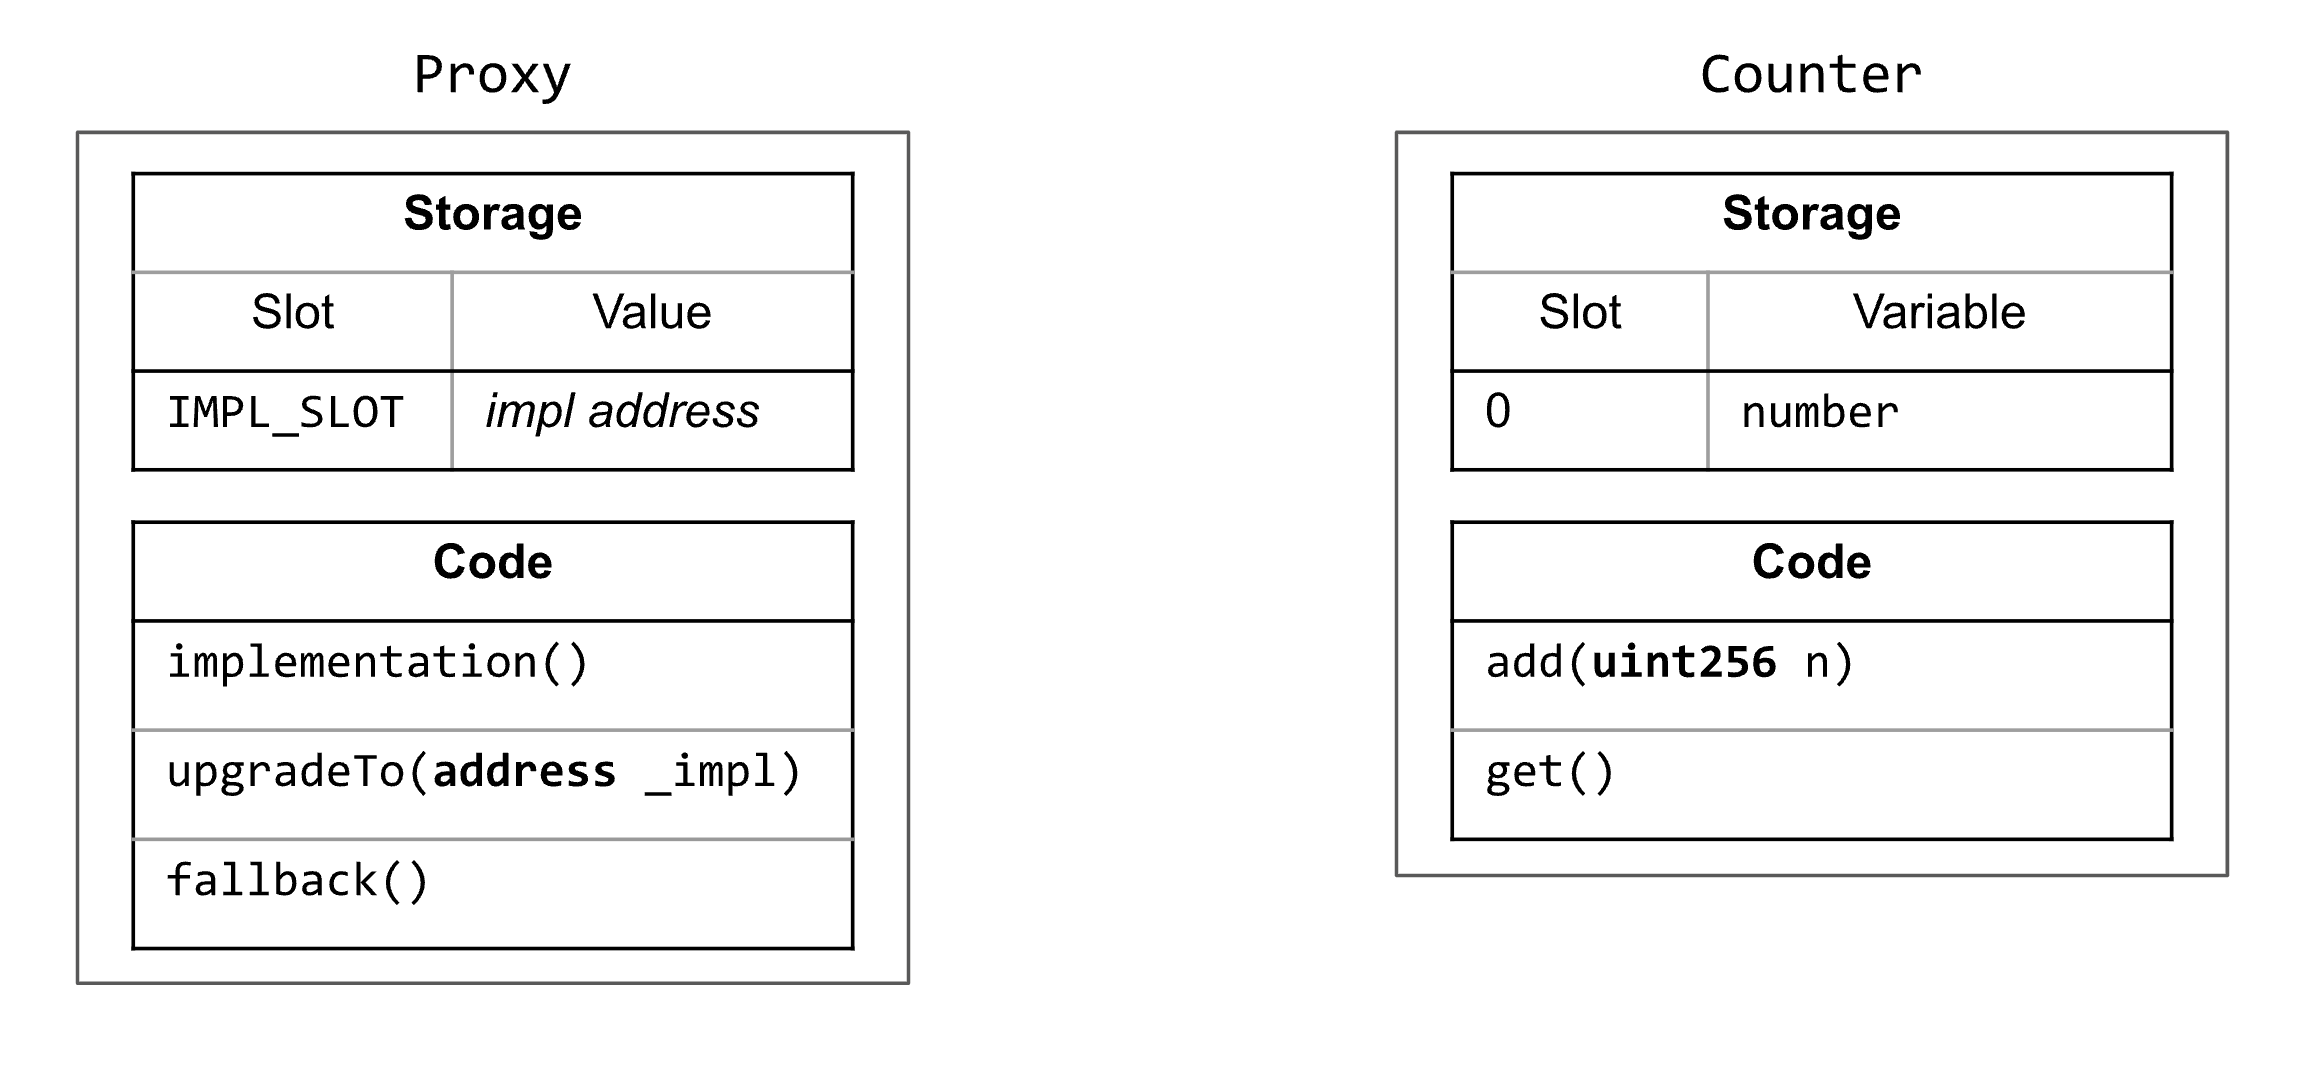 Proxy
Storage
Slot Value
IMPL_SLOT impl address
Code
implementation()
upgradeTo(address _impl)
fallback()
Counter
Storage
Slot Variable
0 number
Code
add(uint256 n)
get()